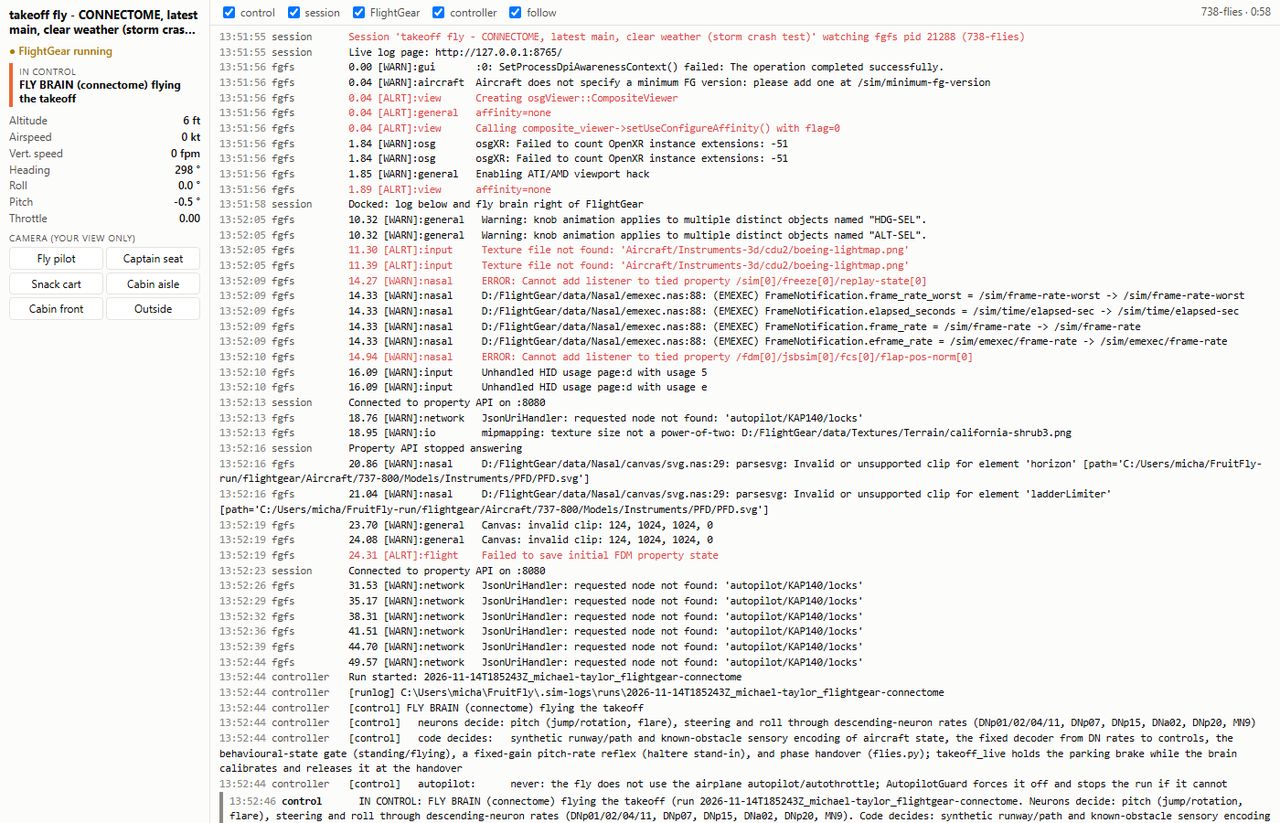 takeoff fly - CONNECTOME, latest
main, clear weather (storm cras...
● FlightGear running
IN CONTROL
FLY BRAIN (connectome) flying
the takeoff
Altitude 6 ft
Airspeed 0 kt
Vert. speed 0 fpm
Heading 298 °
Roll 0.0 °
Pitch -0.5 °
Throttle 0.00
CAMERA (YOUR VIEW ONLY)
Fly pilot Captain seat
Snack cart Cabin aisle
Cabin front Outside
control session FlightGear controller follow 738-flies · 0:58
13:51:55 session Session 'takeoff fly - CONNECTOME, latest main, clear weather (storm crash test)' watching fgfs pid 21288 (738-flies)
13:51:55 session Live log page: http://127.0.0.1:8765/
13:51:56 fgfs 0.00 [WARN]:gui :0: SetProcessDpiAwarenessContext() failed: The operation completed successfully.
13:51:56 fgfs 0.04 [WARN]:aircraft Aircraft does not specify a minimum FG version: please add one at /sim/minimum-fg-version
13:51:56 fgfs 0.04 [ALRT]:view Creating osgViewer::CompositeViewer
13:51:56 fgfs 0.04 [ALRT]:general affinity=none
13:51:56 fgfs 0.04 [ALRT]:view Calling composite_viewer->setUseConfigureAffinity() with flag=0
13:51:56 fgfs 1.84 [WARN]:osg osgXR: Failed to count OpenXR instance extensions: -51
13:51:56 fgfs 1.84 [WARN]:osg osgXR: Failed to count OpenXR instance extensions: -51
13:51:56 fgfs 1.85 [WARN]:general Enabling ATI/AMD viewport hack
13:51:56 fgfs 1.89 [ALRT]:view affinity=none
13:51:58 session Docked: log below and fly brain right of FlightGear
13:52:05 fgfs 10.32 [WARN]:general Warning: knob animation applies to multiple distinct objects named "HDG-SEL".
13:52:05 fgfs 10.32 [WARN]:general Warning: knob animation applies to multiple distinct objects named "ALT-SEL".
13:52:05 fgfs 11.30 [ALRT]:input Texture file not found: 'Aircraft/Instruments-3d/cdu2/boeing-lightmap.png'
13:52:05 fgfs 11.39 [ALRT]:input Texture file not found: 'Aircraft/Instruments-3d/cdu2/boeing-lightmap.png'
13:52:09 fgfs 14.27 [WARN]:nasal ERROR: Cannot add listener to tied property /sim[0]/freeze[0]/replay-state[0]
13:52:09 fgfs 14.33 [WARN]:nasal D:/FlightGear/data/Nasal/emexec.nas:88: (EMEXEC) FrameNotification.frame_rate_worst = /sim/frame-rate-worst -> /sim/frame-rate-worst
13:52:09 fgfs 14.33 [WARN]:nasal D:/FlightGear/data/Nasal/emexec.nas:88: (EMEXEC) FrameNotification.elapsed_seconds = /sim/time/elapsed-sec -> /sim/time/elapsed-sec
13:52:09 fgfs 14.33 [WARN]:nasal D:/FlightGear/data/Nasal/emexec.nas:88: (EMEXEC) FrameNotification.frame_rate = /sim/frame-rate -> /sim/frame-rate
13:52:09 fgfs 14.33 [WARN]:nasal D:/FlightGear/data/Nasal/emexec.nas:88: (EMEXEC) FrameNotification.eframe_rate = /sim/emexec/frame-rate -> /sim/emexec/frame-rate
13:52:10 fgfs 14.94 [WARN]:nasal ERROR: Cannot add listener to tied property /fdm[0]/jsbsim[0]/fcs[0]/flap-pos-norm[0]
13:52:10 fgfs 16.09 [WARN]:input Unhandled HID usage page:d with usage 5
13:52:10 fgfs 16.09 [WARN]:input Unhandled HID usage page:d with usage e
13:52:13 session Connected to property API on :8080
13:52:13 fgfs 18.76 [WARN]:network JsonUriHandler: requested node not found: 'autopilot/KAP140/locks'
13:52:13 fgfs 18.95 [WARN]:io mipmapping: texture size not a power-of-two: D:/FlightGear/data/Textures/Terrain/california-shrub3.png
13:52:16 session Property API stopped answering
13:52:16 fgfs 20.86 [WARN]:nasal D:/FlightGear/data/Nasal/canvas/svg.nas:29: parsesvg: Invalid or unsupported clip for element 'horizon' [path='C:/Users/micha/FruitFly-
run/flightgear/Aircraft/737-800/Models/Instruments/PFD/PFD.svg']
13:52:16 fgfs 21.04 [WARN]:nasal D:/FlightGear/data/Nasal/canvas/svg.nas:29: parsesvg: Invalid or unsupported clip for element 'ladderLimiter'
[path='C:/Users/micha/FruitFly-run/flightgear/Aircraft/737-800/Models/Instruments/PFD/PFD.svg']
13:52:19 fgfs 23.70 [WARN]:general Canvas: invalid clip: 124, 1024, 1024, 0
13:52:19 fgfs 24.08 [WARN]:general Canvas: invalid clip: 124, 1024, 1024, 0
13:52:19 fgfs 24.31 [ALRT]:flight Failed to save initial FDM property state
13:52:23 session Connected to property API on :8080
13:52:26 fgfs 31.53 [WARN]:network JsonUriHandler: requested node not found: 'autopilot/KAP140/locks'
13:52:29 fgfs 35.17 [WARN]:network JsonUriHandler: requested node not found: 'autopilot/KAP140/locks'
13:52:32 fgfs 38.31 [WARN]:network JsonUriHandler: requested node not found: 'autopilot/KAP140/locks'
13:52:36 fgfs 41.51 [WARN]:network JsonUriHandler: requested node not found: 'autopilot/KAP140/locks'
13:52:39 fgfs 44.70 [WARN]:network JsonUriHandler: requested node not found: 'autopilot/KAP140/locks'
13:52:44 fgfs 49.57 [WARN]:network JsonUriHandler: requested node not found: 'autopilot/KAP140/locks'
13:52:44 controller Run started: 2026-11-14T185243Z_michael-taylor_flightgear-connectome
13:52:44 controller [runlog] C:\Users\micha\FruitFly\.sim-logs\runs\2026-11-14T185243Z_michael-taylor_flightgear-connectome
13:52:44 controller [control] FLY BRAIN (connectome) flying the takeoff
13:52:44 controller [control] neurons decide: pitch (jump/rotation, flare), steering and roll through descending-neuron rates (DNp01/02/04/11, DNp07, DNp15, DNa02, DNp20, MN9)
13:52:44 controller [control] code decides: synthetic runway/path and known-obstacle sensory encoding of aircraft state, the fixed decoder from DN rates to controls, the
behavioural-state gate (standing/flying), a fixed-gain pitch-rate reflex (haltere stand-in), and phase handover (flies.py); takeoff_live holds the parking brake while the brain
calibrates and releases it at the handover
13:52:44 controller [control] autopilot: never: the fly does not use the airplane autopilot/autothrottle; AutopilotGuard forces it off and stops the run if it cannot
13:52:46 control IN CONTROL: FLY BRAIN (connectome) flying the takeoff (run 2026-11-14T185243Z_michael-taylor_flightgear-connectome. Neurons decide: pitch (jump/rotation,
flare), steering and roll through descending-neuron rates (DNp01/02/04/11, DNp07, DNp15, DNa02, DNp20, MN9). Code decides: synthetic runway/path and known-obstacle sensory encoding